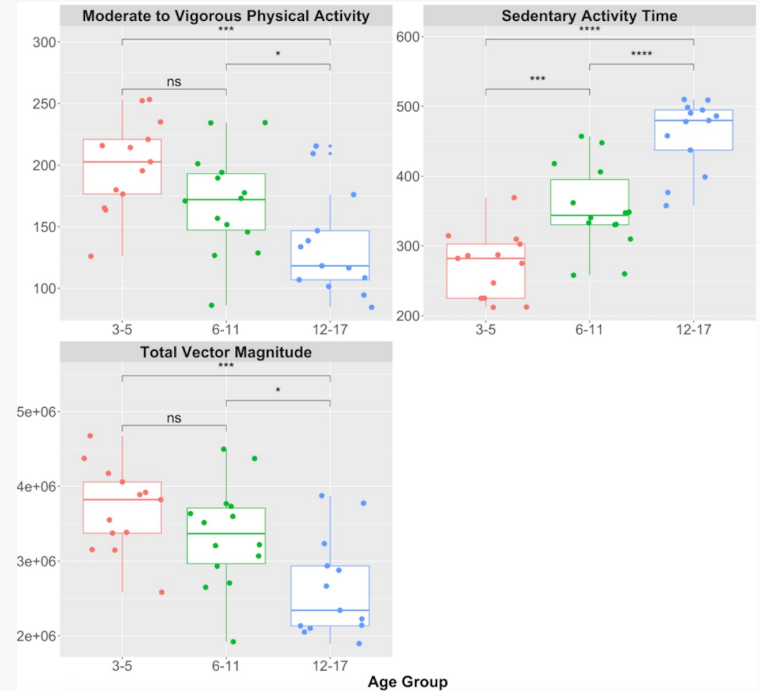 Moderate to Vigorous Physical Activity
***
*
ns
300
250
200
150
100
3-5
6-11
12-17
Sedentary Activity Time
****
****
***
600
500
400
300
200
3-5
6-11
12-17
Total Vector Magnitude
***
*
ns
5e+06
4e+06
3e+06
2e+06
3-5
6-11
12-17
Age Group